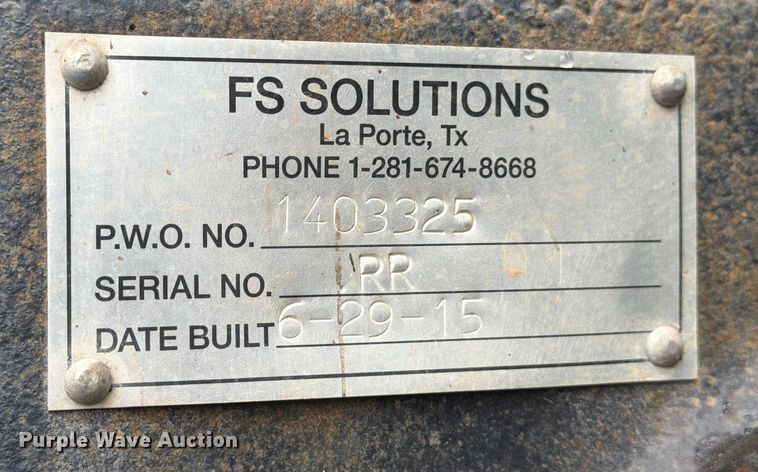 FS SOLUTIONS
La Porte, Tx
PHONE 1-281-674-8668
P.W.O. NO. 1403325
SERIAL NO. JRR
DATE BUILT 6-29-15
Purple Wave Auction